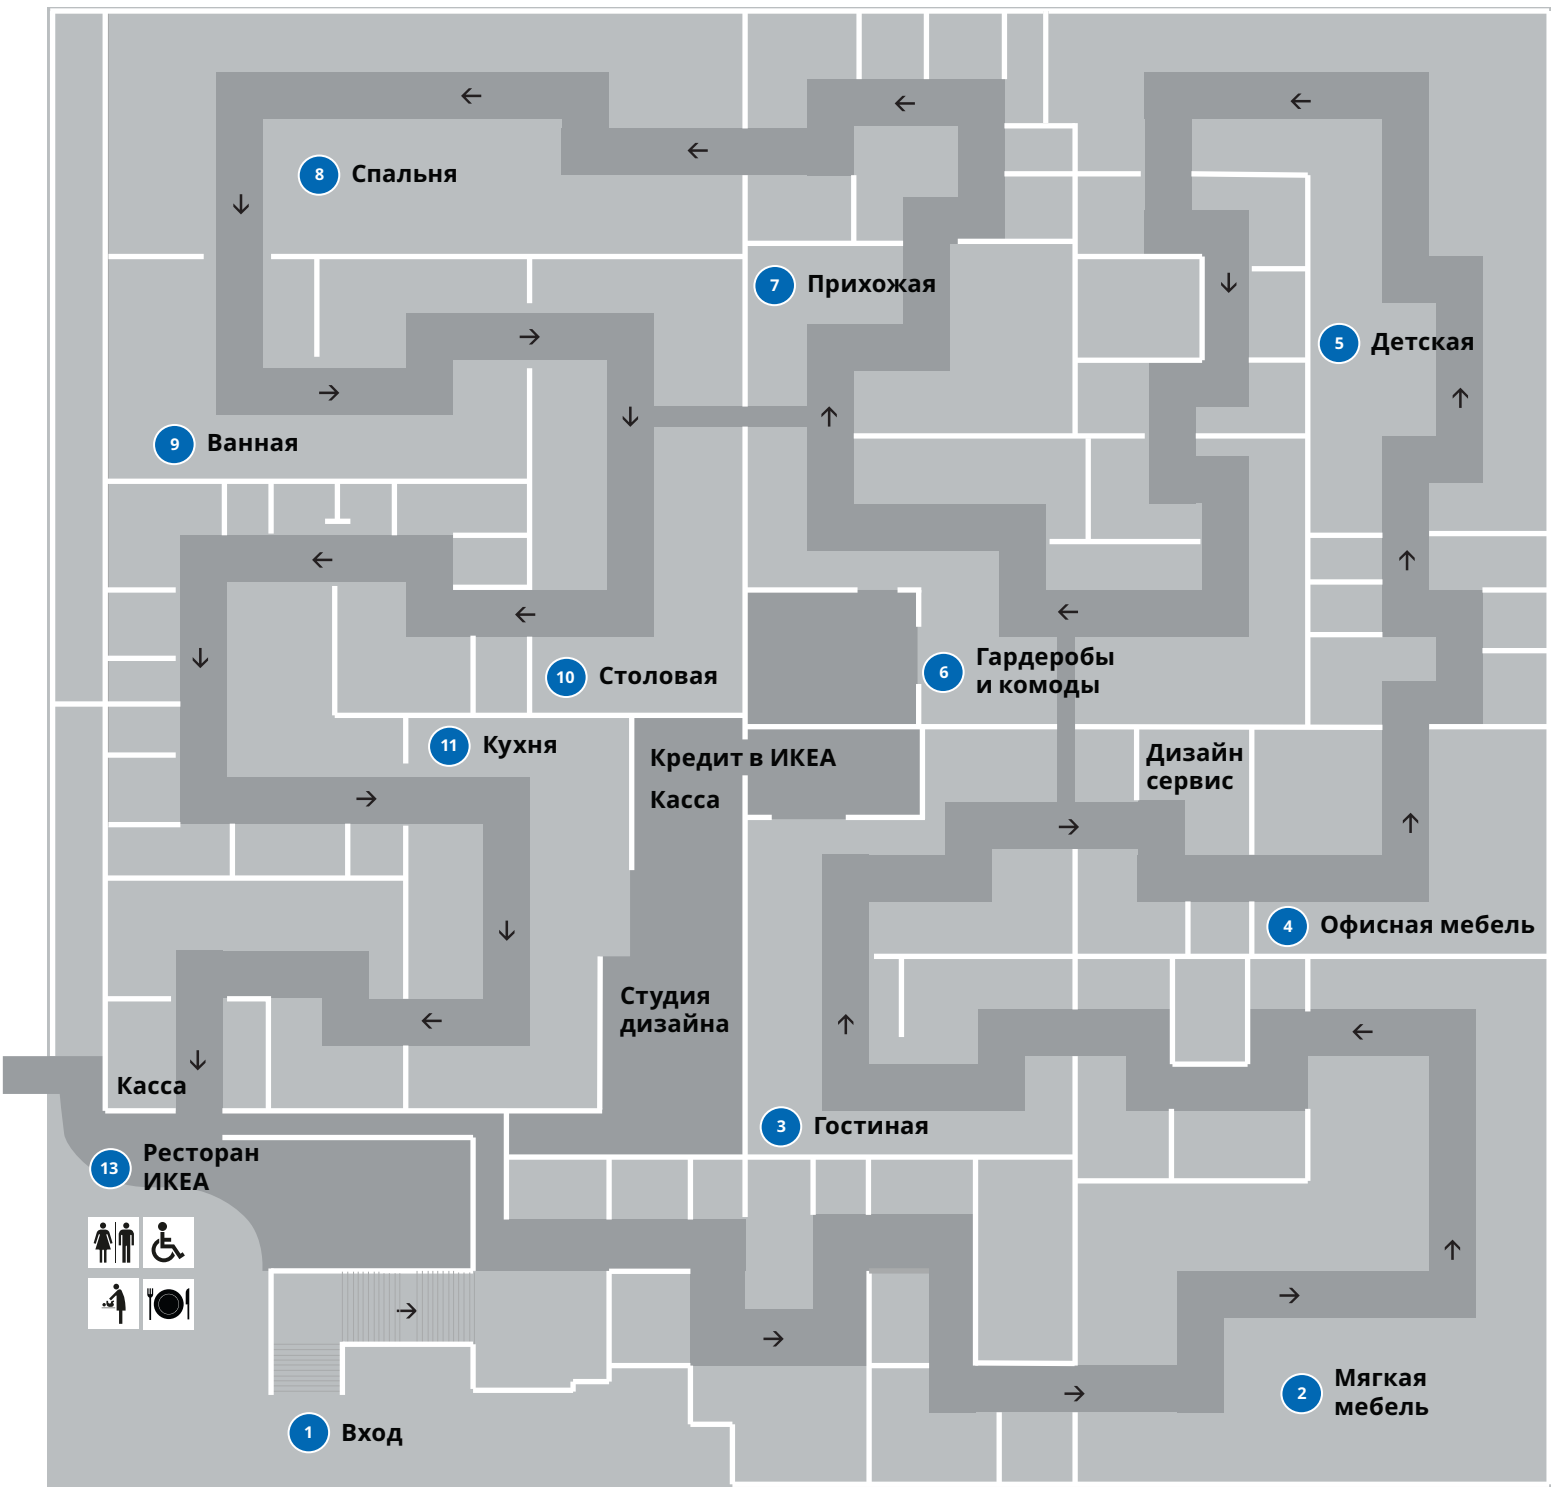 8 Спальня
7 Прихожая
5 Детская
9 Ванная
6 Гардеробы
и комоды
10 Столовая
11 Кухня
Кредит в ИКЕА
Касса
Дизайн
сервис
4 Офисная мебель
Студия
дизайна
Касса
3 Гостиная
13 Ресторан
ИКЕА
2 Мягкая
мебель
1 Вход